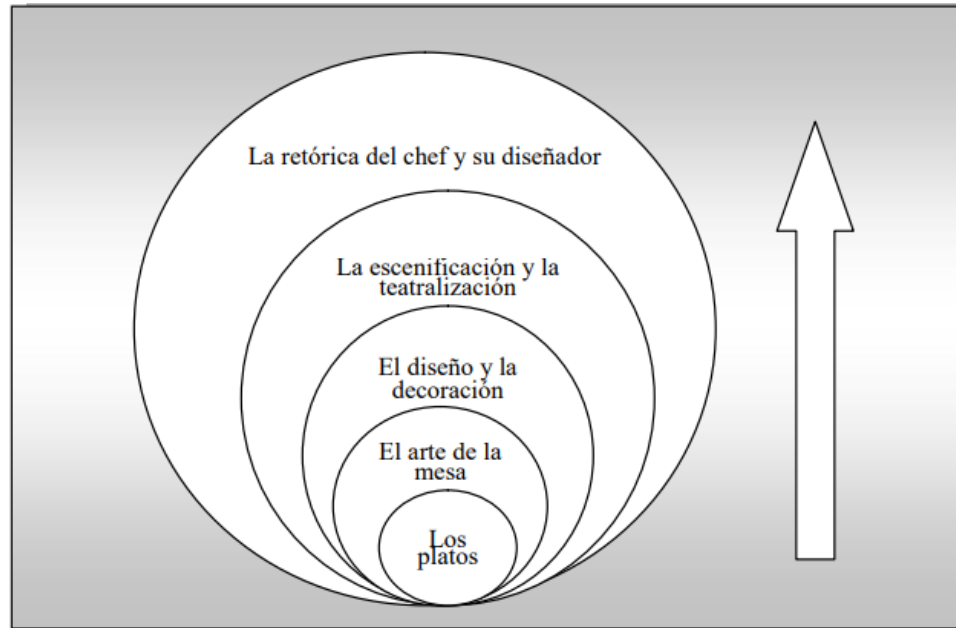 La retórica del chef y su diseñador
La escenificación y la
teatralización
El diseño y la
decoración
El arte de la
mesa
Los
platos